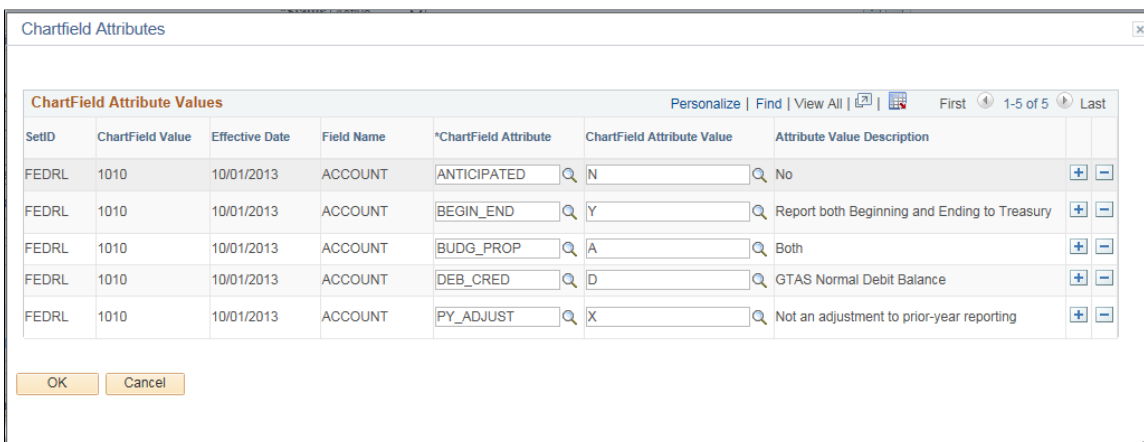 Chartfield Attributes
ChartField Attribute Values Personalize | Find | View All | | First 1-5 of 5 Last
SetID ChartField Value Effective Date Field Name *ChartField Attribute ChartField Attribute Value Attribute Value Description
FEDRL 1010 10/01/2013 ACCOUNT ANTICIPATED N No
FEDRL 1010 10/01/2013 ACCOUNT BEGIN_END Y Report both Beginning and Ending to Treasury
FEDRL 1010 10/01/2013 ACCOUNT BUDG_PROP A Both
FEDRL 1010 10/01/2013 ACCOUNT DEB_CRED D GTAS Normal Debit Balance
FEDRL 1010 10/01/2013 ACCOUNT PY_ADJUST X Not an adjustment to prior-year reporting
OK Cancel